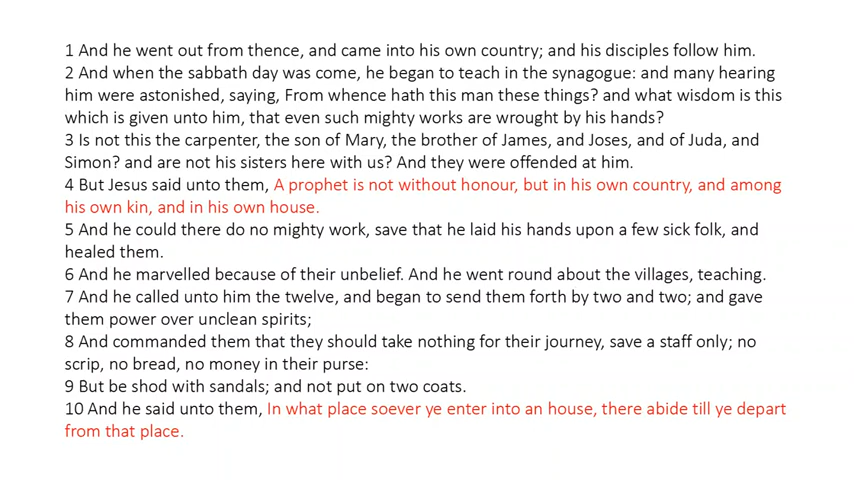 1 And he went out from thence, and came into his own country; and his disciples follow him.
2 And when the sabbath day was come, he began to teach in the synagogue: and many hearing
him were astonished, saying, From whence hath this man these things? and what wisdom is this
which is given unto him, that even such mighty works are wrought by his hands?
3 Is not this the carpenter, the son of Mary, the brother of James, and Joses, and of Juda, and
Simon? and are not his sisters here with us? And they were offended at him.
4 But Jesus said unto them, A prophet is not without honour, but in his own country, and among
his own kin, and in his own house.
5 And he could there do no mighty work, save that he laid his hands upon a few sick folk, and
healed them.
6 And he marvelled because of their unbelief. And he went round about the villages, teaching.
7 And he called unto him the twelve, and began to send them forth by two and two; and gave
them power over unclean spirits;
8 And commanded them that they should take nothing for their journey, save a staff only; no
scrip, no bread, no money in their purse:
9 But be shod with sandals; and not put on two coats.
10 And he said unto them, In what place soever ye enter into an house, there abide till ye depart
from that place.